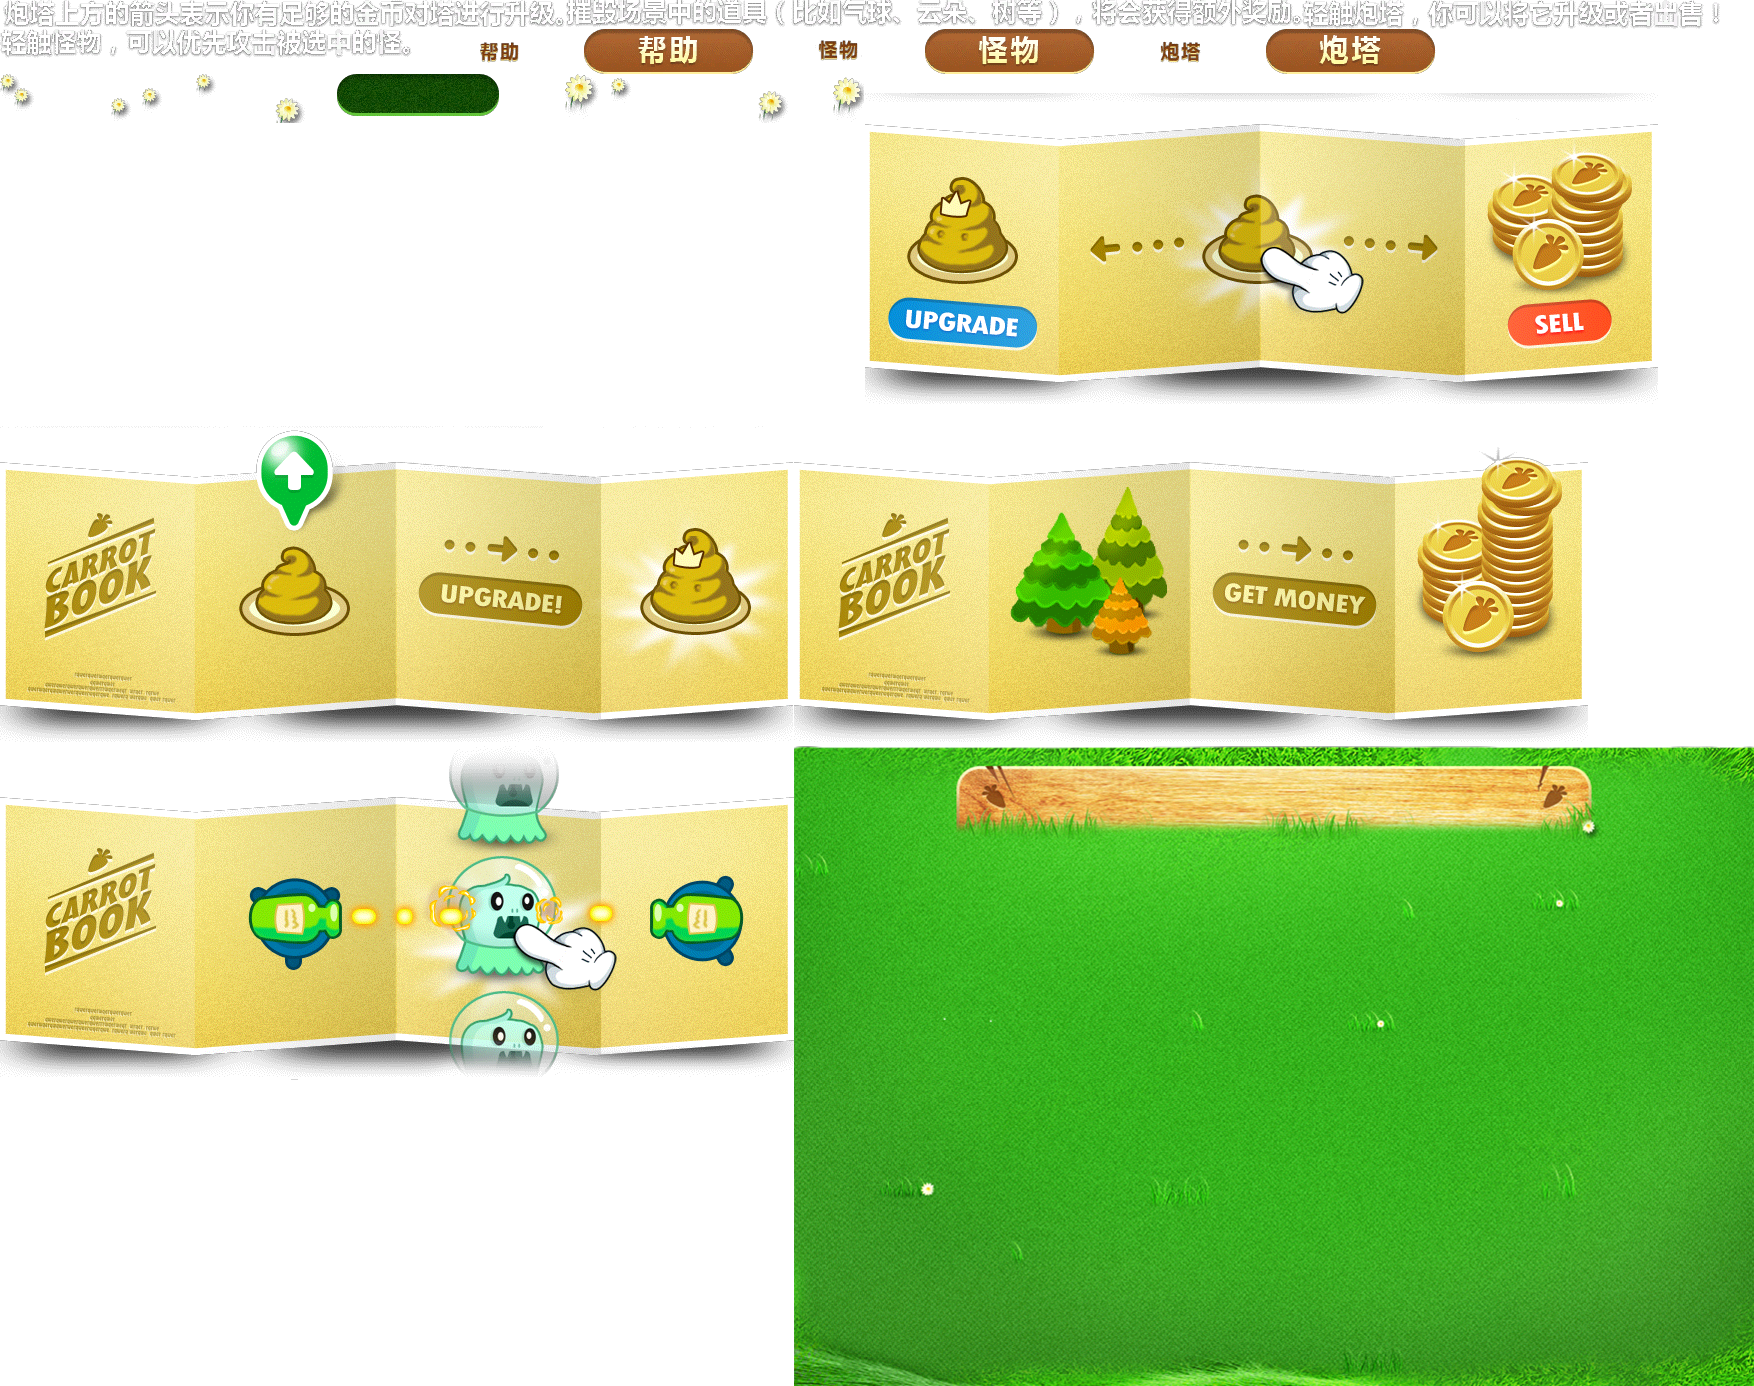 炮塔上方的箭头表示你有足够的金币对塔进行升级。摧毁场景中的道具（比如气球、云朵、树等），将会获得额外奖励。轻触炮塔，你可以将它升级或者出售！
轻触怪物，可以优先攻击被选中的怪。
帮助
帮助
怪物
怪物
炮塔
炮塔
UPGRADE
SELL
CARROT
BOOK
UPGRADE!
CARROT
BOOK
GET MONEY
CARROT
BOOK